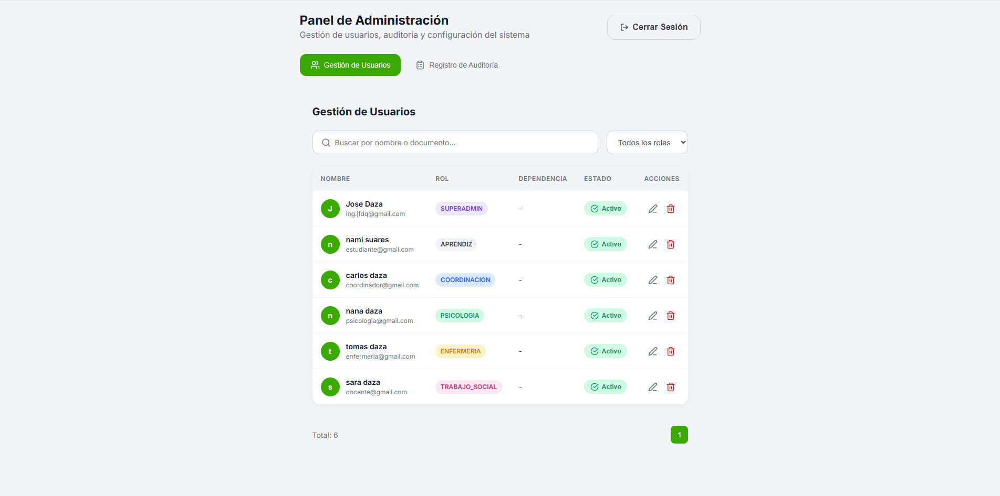 Panel de Administración
Gestión de usuarios, auditoría y configuración del sistema
Cerrar Sesión
Gestión de Usuarios
Registro de Auditoría
Gestión de Usuarios
Buscar por nombre o documento...
Todos los roles
NOMBRE ROL DEPENDENCIA ESTADO ACCIONES
J
Jose Daza
ing.jfdq@gmail.com
SUPERADMIN
-
Activo
n
nami suares
estudiante@gmail.com
APRENDIZ
-
Activo
c
carlos daza
coordinador@gmail.com
COORDINACION
-
Activo
n
nana daza
psicologia@gmail.com
PSICOLOGIA
-
Activo
t
tomas daza
enfermeria@gmail.com
ENFERMERIA
-
Activo
s
sara daza
docente@gmail.com
TRABAJO_SOCIAL
-
Activo
Total: 6
1